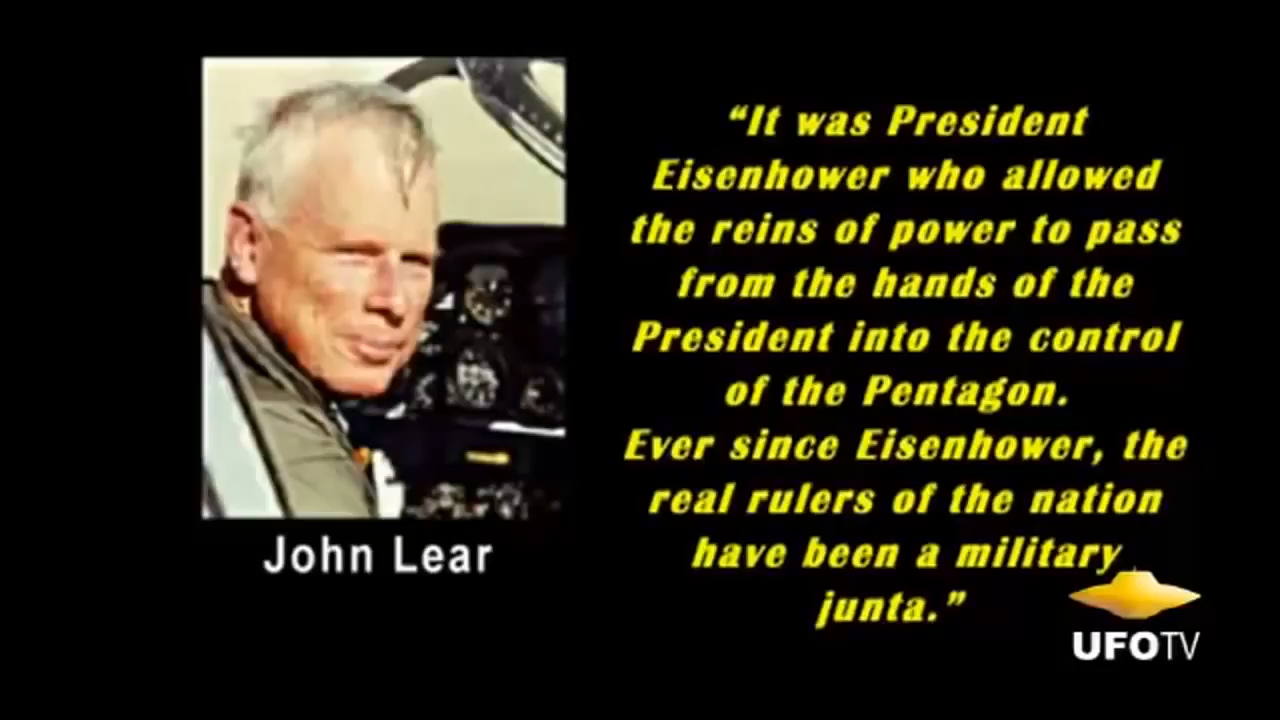 “It was President
Eisenhower who allowed
the reins of power to pass
from the hands of the
President into the control
of the Pentagon.
Ever since Eisenhower, the
real rulers of the nation
have been a military
junta.”
John Lear
UFOTV